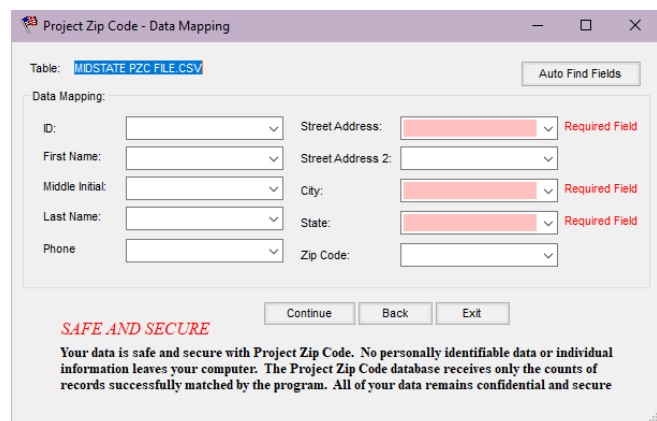 Project Zip Code - Data Mapping
Table: MIDSTATE PZC FILE.CSV
Auto Find Fields
Data Mapping:
ID:
Street Address:
Required Field
First Name:
Street Address 2:
Middle Initial:
City:
Required Field
Last Name:
State:
Required Field
Phone
Zip Code:
Continue
Back
Exit
SAFE AND SECURE
Your data is safe and secure with Project Zip Code. No personally identifiable data or individual
information leaves your computer. The Project Zip Code database receives only the counts of
records successfully matched by the program. All of your data remains confidential and secure